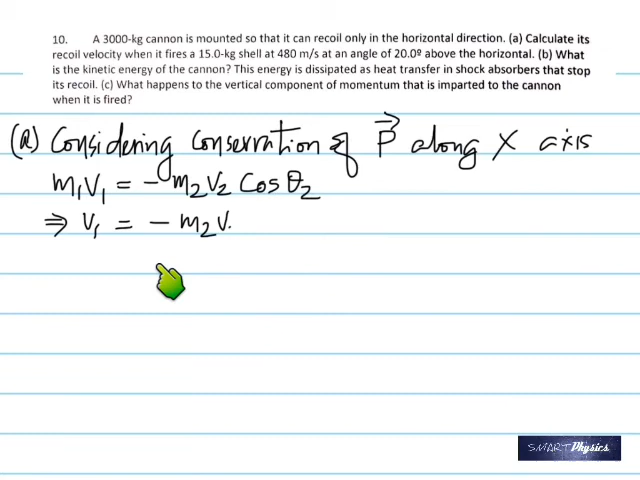 10. A 3000-kg cannon is mounted so that it can recoil only in the horizontal direction. (a) Calculate its
recoil velocity when it fires a 15.0-kg shell at 480 m/s at an angle of 20.0º above the horizontal. (b) What
is the kinetic energy of the cannon? This energy is dissipated as heat transfer in shock absorbers that stop
its recoil. (c) What happens to the vertical component of momentum that is imparted to the cannon
when it is fired?
(a) Considering conservation of P⃗ along X axis
m₁V₁ = - m₂V₂ Cos θ₂
⇒ V₁ = - m₂V.
SMART Physics